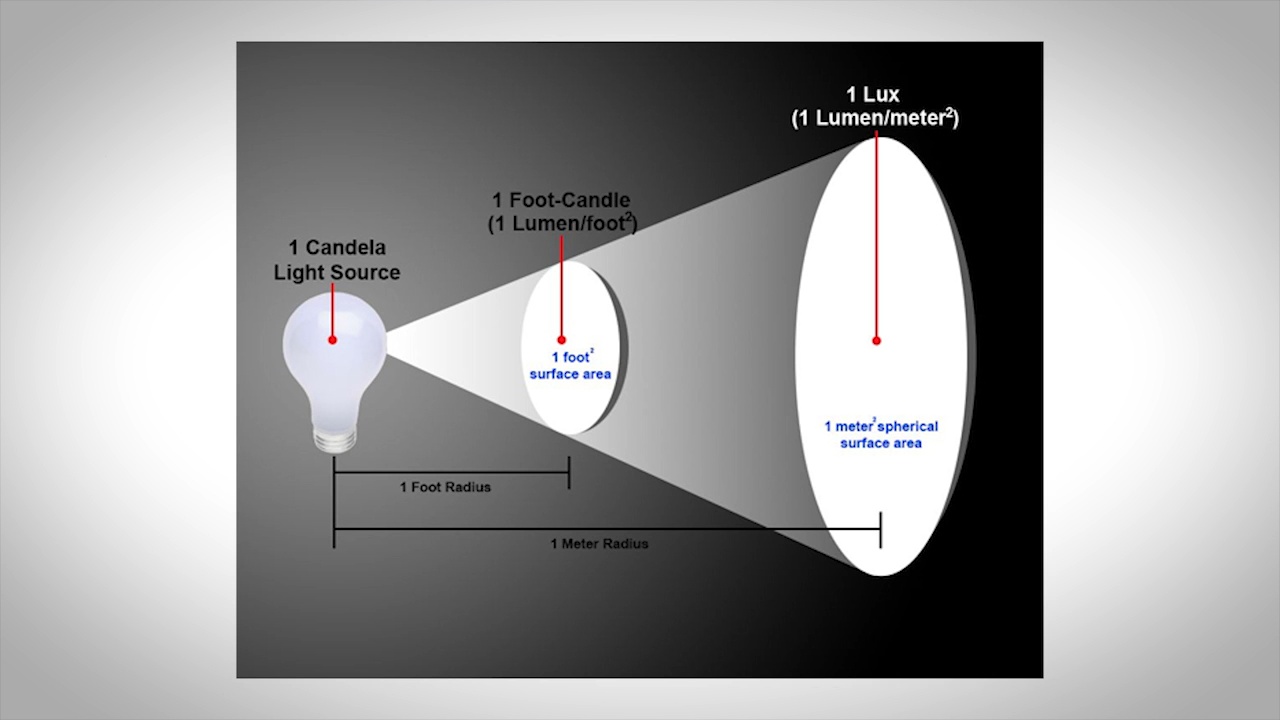 1 Lux
(1 Lumen/meter²)
1 Foot-Candle
(1 Lumen/foot²)
1 Candela
Light Source
1 foot²
surface area
1 meter² spherical
surface area
1 Foot Radius
1 Meter Radius